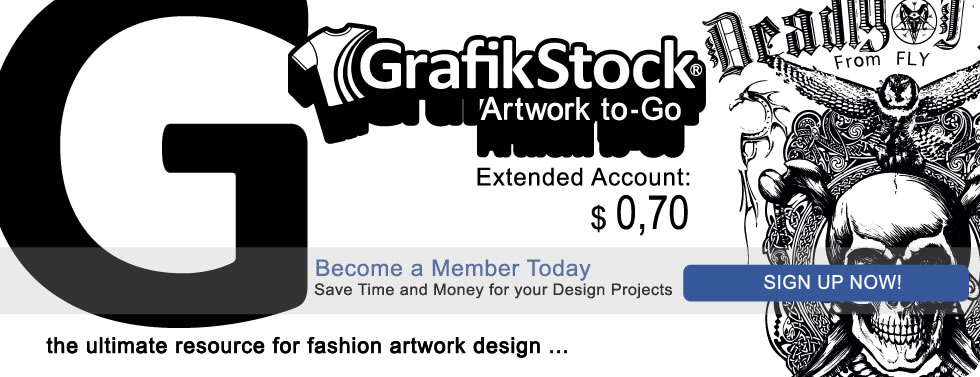 G
GrafikStock®
Artwork to-Go
Extended Account:
$ 0,70
Become a Member Today
Save Time and Money for your Design Projects
SIGN UP NOW!
the ultimate resource for fashion artwork design ...
Deadly
From FLY